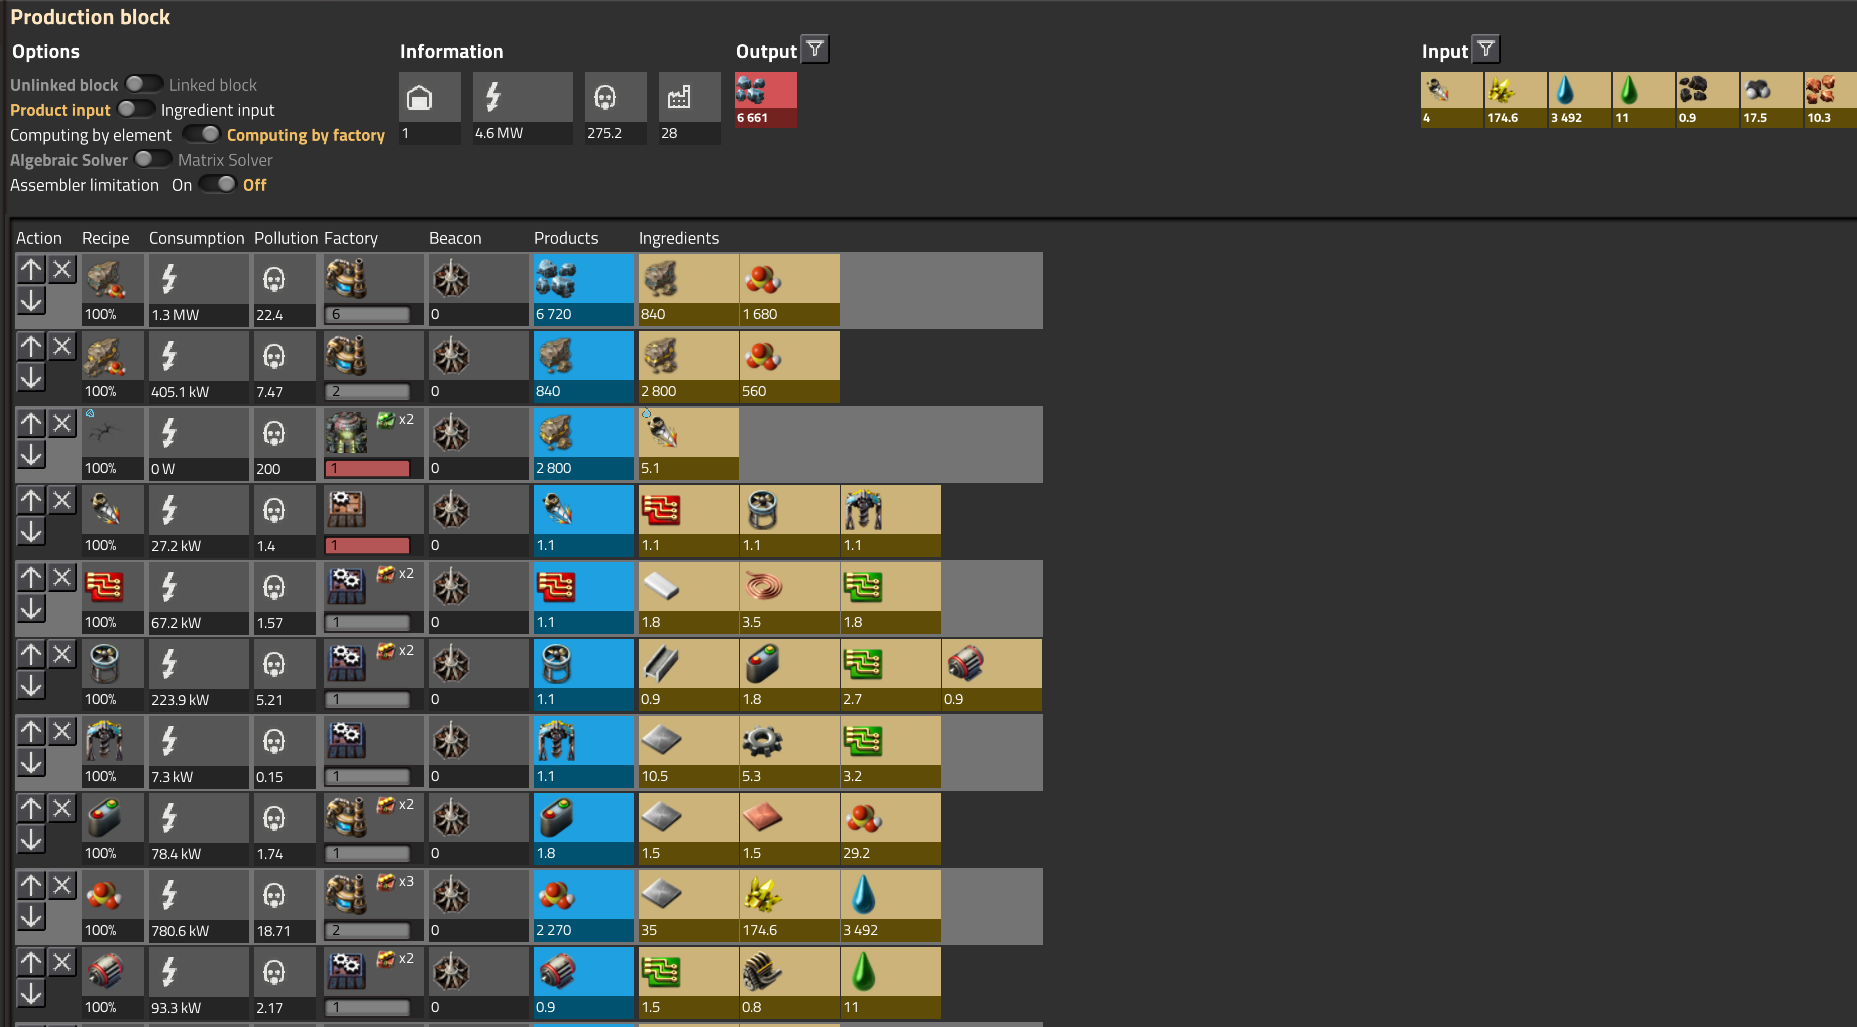 Production block
Options
Information
Output
Input
Unlinked block Linked block
Product input Ingredient input
Computing by element Computing by factory
Algebraic Solver Matrix Solver
Assembler limitation On Off
1 4.6 MW 275.2 28
6 661
4 174.6 3 492 11 0.9 17.5 10.3
Action Recipe Consumption Pollution Factory Beacon Products Ingredients
100% 1.3 MW 22.4 6 0 6 720 840 1 680
100% 405.1 kW 7.47 2 0 840 2 800 560
x2
100% 0 W 200 1 0 2 800 5.1
100% 27.2 kW 1.4 1 0 1.1 1.1 1.1 1.1
x2
100% 67.2 kW 1.57 1 0 1.1 1.8 3.5 1.8
x2
100% 223.9 kW 5.21 1 0 1.1 0.9 1.8 2.7 0.9
100% 7.3 kW 0.15 1 0 1.1 10.5 5.3 3.2
x2
100% 78.4 kW 1.74 1 0 1.8 1.5 1.5 29.2
x3
100% 780.6 kW 18.71 2 0 2 270 35 174.6 3 492
x2
100% 93.3 kW 2.17 1 0 0.9 1.5 0.8 11